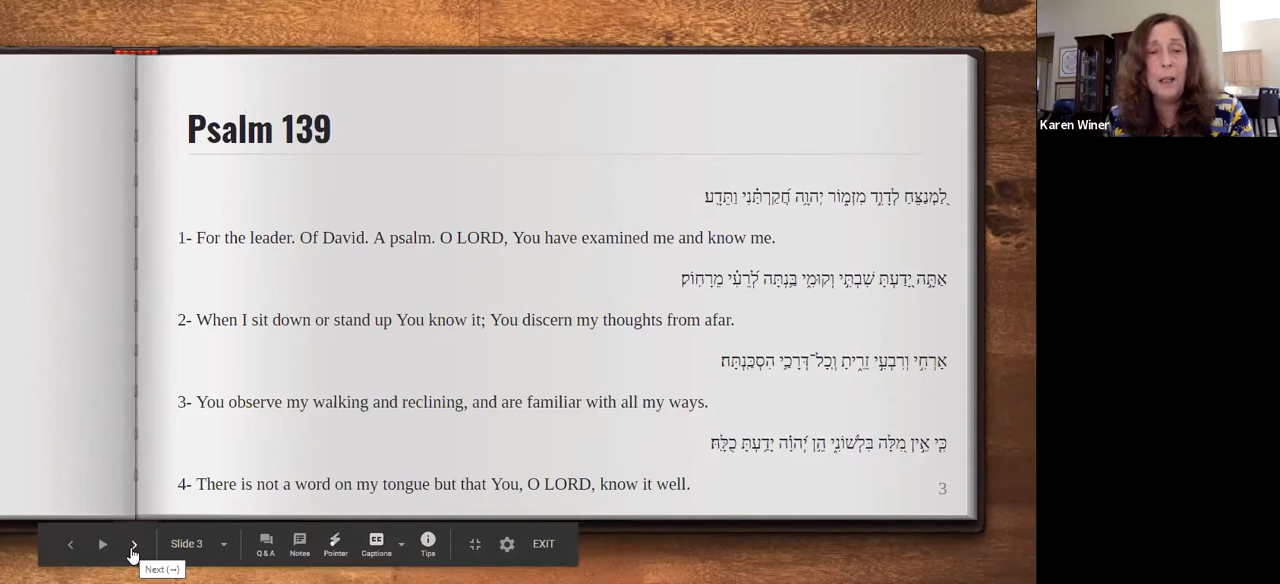 Psalm 139
לַמְנַצֵּ֥חַ לְדָוִ֣ד מִזְמ֑וֹר יְהוָ֥ה חֲ֝קַרְתַּ֗נִי וַתֵּדָֽע
1- For the leader. Of David. A psalm. O LORD, You have examined me and know me.
אַתָּ֣ה יָ֭דַעְתָּ שִׁבְתִּ֣י וְקוּמִ֑י בַּ֥נְתָּה לְ֝רֵעִ֗י מֵרָחֽוֹק
2- When I sit down or stand up You know it; You discern my thoughts from afar.
אׇרְחִ֣י וְרִבְעִ֣י זֵרִ֑יתָ וְֽכׇל־דְּרָכַ֥י הִסְכַּֽנְתָּה
3- You observe my walking and reclining, and are familiar with all my ways.
כִּ֤י אֵ֣ין מִ֭לָּה בִּלְשׁוֹנִ֑י הֵ֥ן יְ֝הוָ֗ה יָדַ֥עְתָּ כֻלָּֽהּ
4- There is not a word on my tongue but that You, O LORD, know it well.
3
Karen Winer
Slide 3
Q & A
Notes
Pointer
Captions
Tips
EXIT
Next (→)